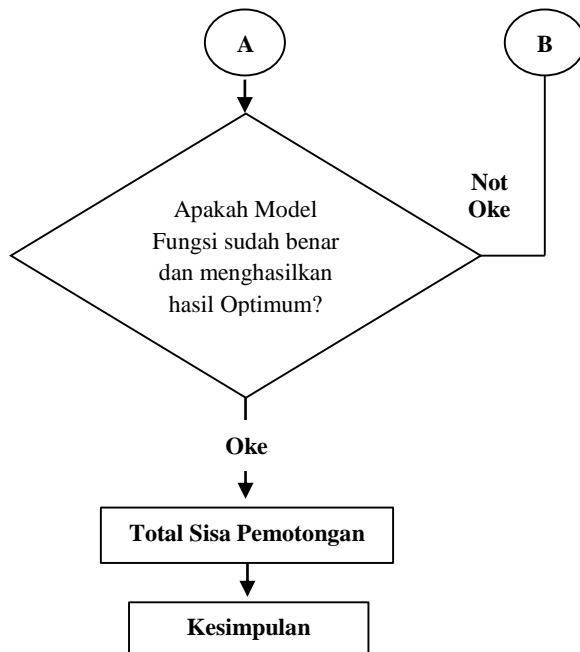 A
B
Not
Oke
Apakah Model
Fungsi sudah benar
dan menghasilkan
hasil Optimum?
Oke
Total Sisa Pemotongan
Kesimpulan